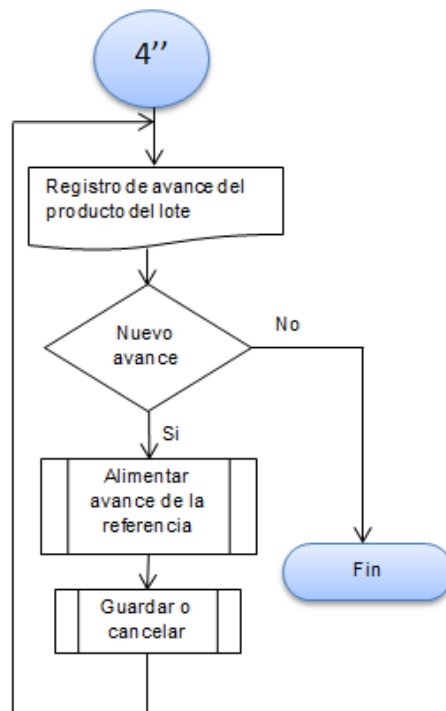 4’’
Registro de avance del
producto del lote
Nuevo
avance
No
Si
Alimentar
avance de la
referencia
Fin
Guardar o
cancelar